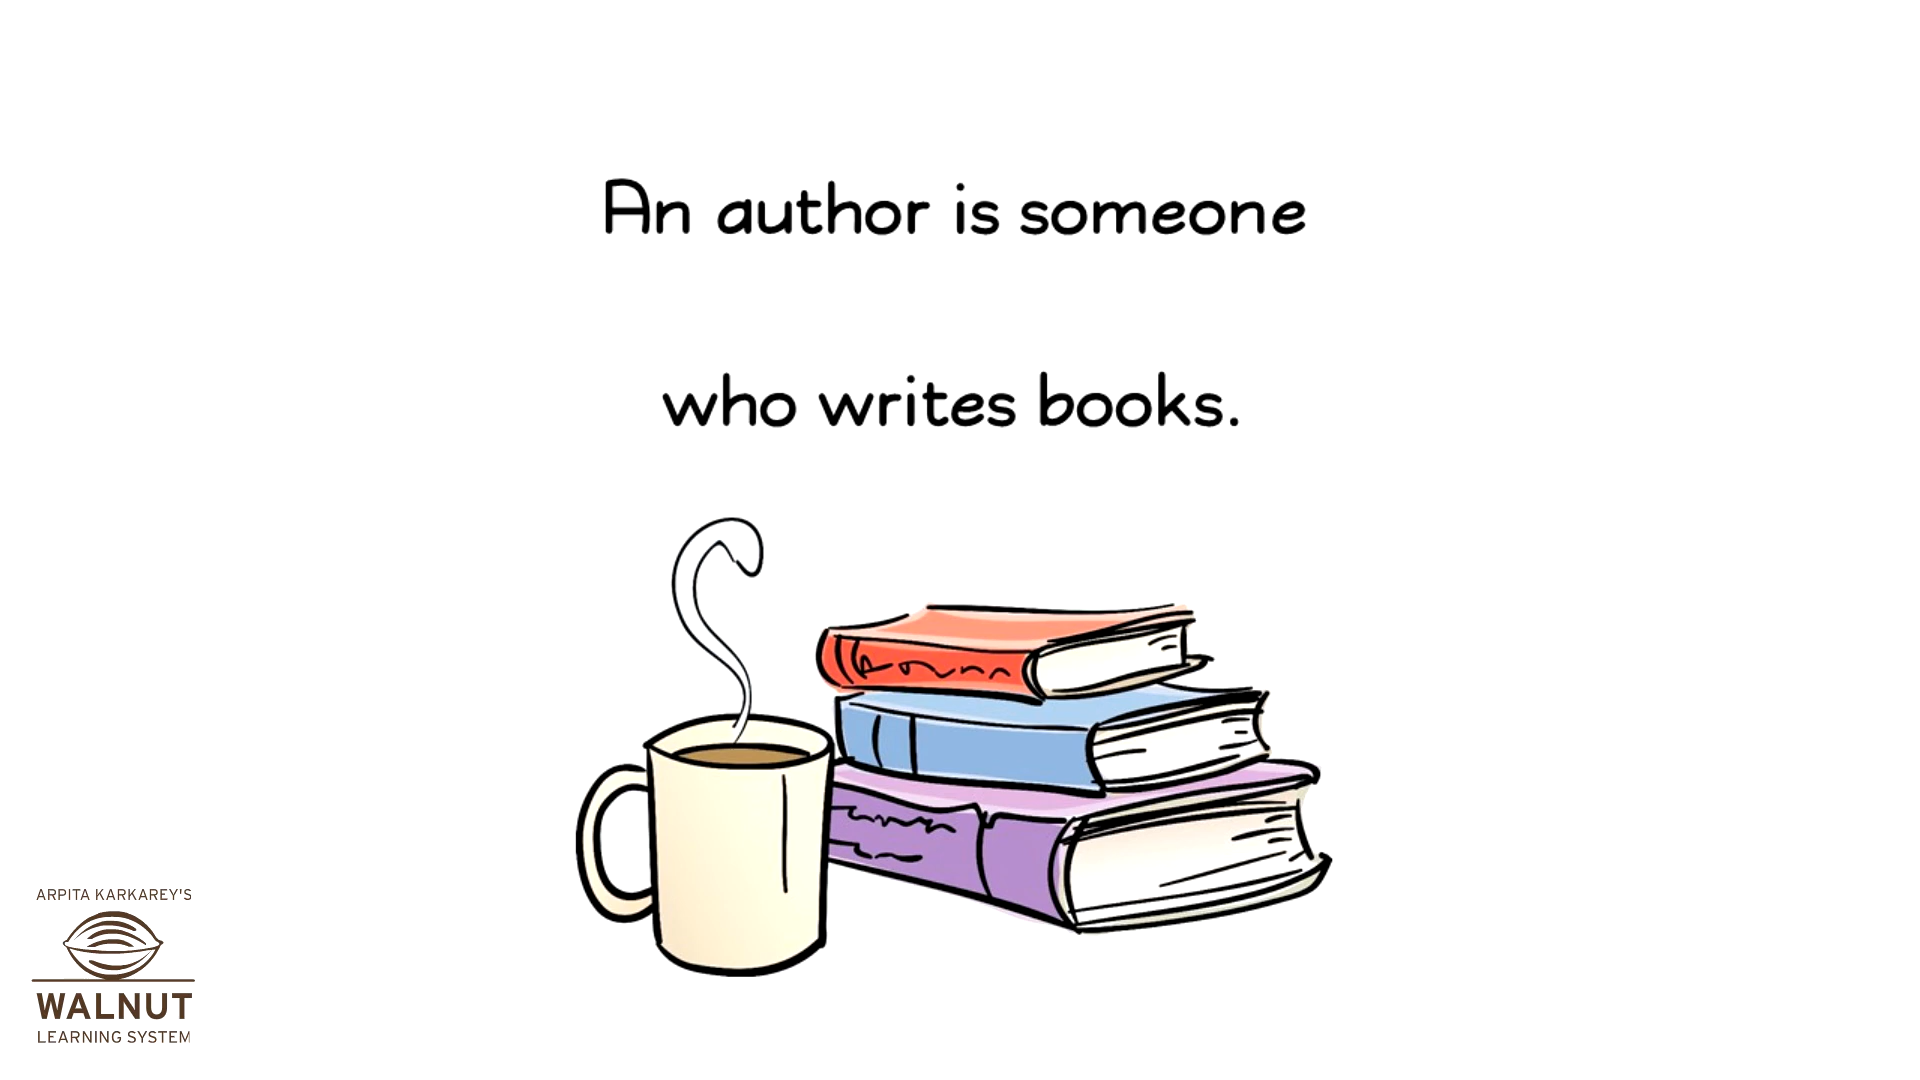 An author is someone
who writes books.
ARPITA KARKAREY'S
WALNUT
LEARNING SYSTEM